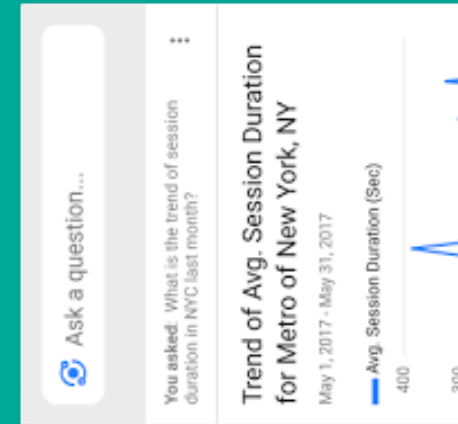 Ask a question...
You asked: What is the trend of session
duration in NYC last month?
Trend of Avg. Session Duration
for Metro of New York, NY
May 1, 2017 - May 31, 2017
Avg. Session Duration (Sec)
400
300